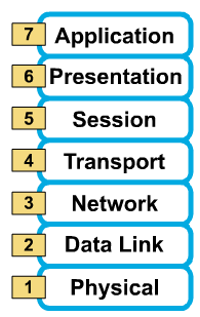 7 Application
6 Presentation
5 Session
4 Transport
3 Network
2 Data Link
1 Physical